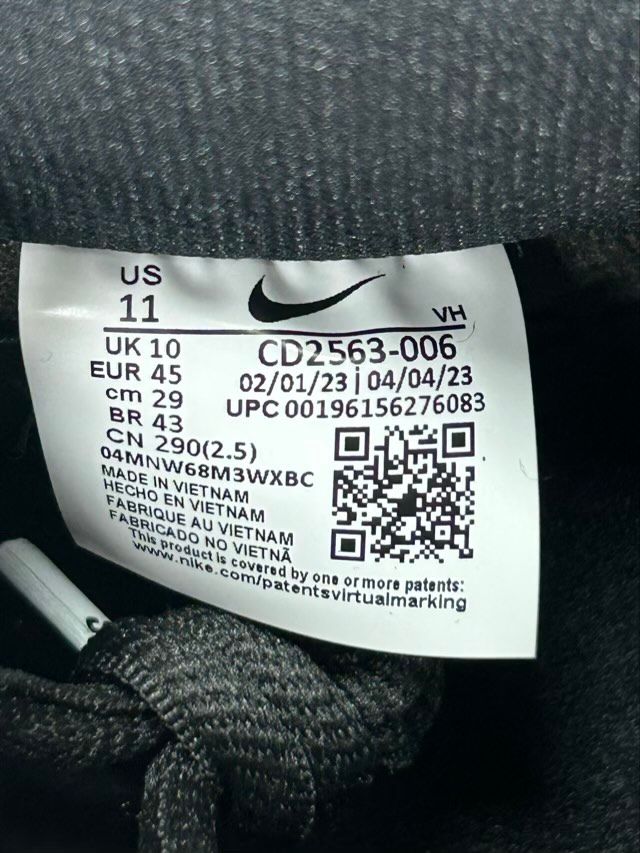 US
11
VH
UK 10
EUR 45
cm 29
BR 43
CN 290(2.5)
CD2563-006
02/01/23 | 04/04/23
UPC 00196156276083
04MNW68M3WXBC
MADE IN VIETNAM
HECHO EN VIETNAM
FABRIQUE AU VIETNAM
FABRICADO NO VIETNÃ
This product is covered by one or more patents:
www.nike.com/patentsvirtualmarking